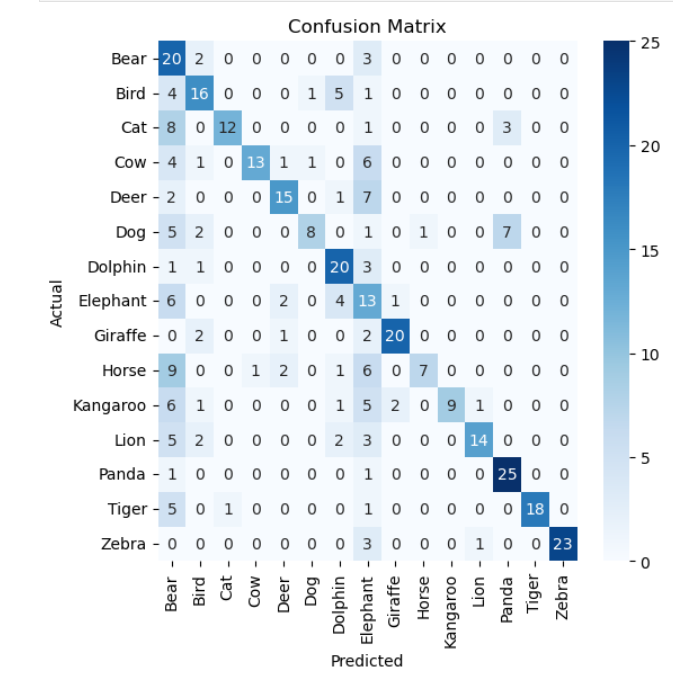 Confusion Matrix
Bear 20 2 0 0 0 0 0 3 0 0 0 0 0 0 0
Bird 4 16 0 0 0 1 5 1 0 0 0 0 0 0 0
Cat 8 0 12 0 0 0 0 1 0 0 0 0 3 0 0
Cow 4 1 0 13 1 1 0 6 0 0 0 0 0 0 0
Deer 2 0 0 0 15 0 1 7 0 0 0 0 0 0 0
Dog 5 2 0 0 0 8 0 1 0 1 0 0 7 0 0
Dolphin 1 1 0 0 0 0 20 3 0 0 0 0 0 0 0
Elephant 6 0 0 0 2 0 4 13 1 0 0 0 0 0 0
Giraffe 0 2 0 0 1 0 0 2 20 0 0 0 0 0 0
Horse 9 0 0 1 2 0 1 6 0 7 0 0 0 0 0
Kangaroo 6 1 0 0 0 0 1 5 2 0 9 1 0 0 0
Lion 5 2 0 0 0 0 2 3 0 0 0 14 0 0 0
Panda 1 0 0 0 0 0 0 1 0 0 0 0 25 0 0
Tiger 5 0 1 0 0 0 0 1 0 0 0 0 0 18 0
Zebra 0 0 0 0 0 0 0 3 0 0 0 1 0 0 23
Actual
Bear Bird Cat Cow Deer Dog Dolphin Elephant Giraffe Horse Kangaroo Lion Panda Tiger Zebra
Predicted
25
20
15
10
5
0